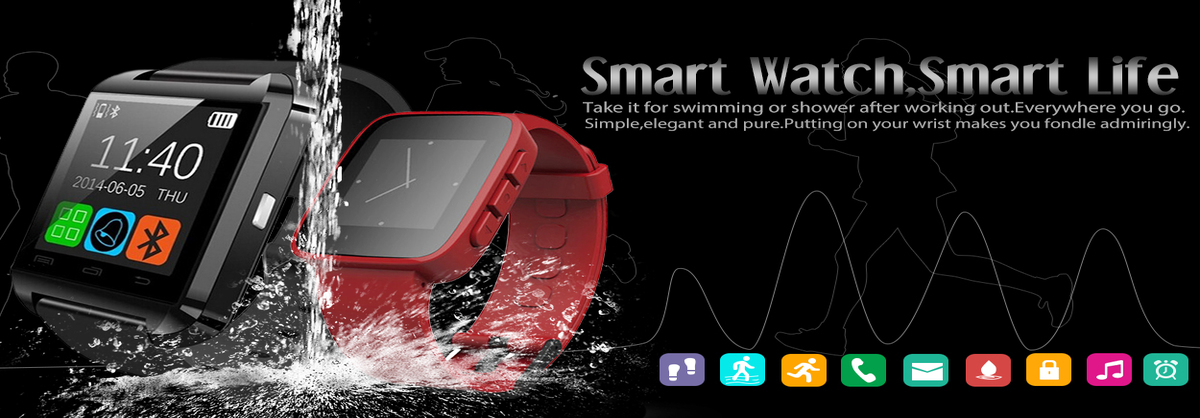 11:40
2014-06-05 THU
Smart Watch,Smart Life
Take it for swimming or shower after working out.Everywhere you go.
Simple,elegant and pure.Putting on your wrist makes you fondle admiringly.